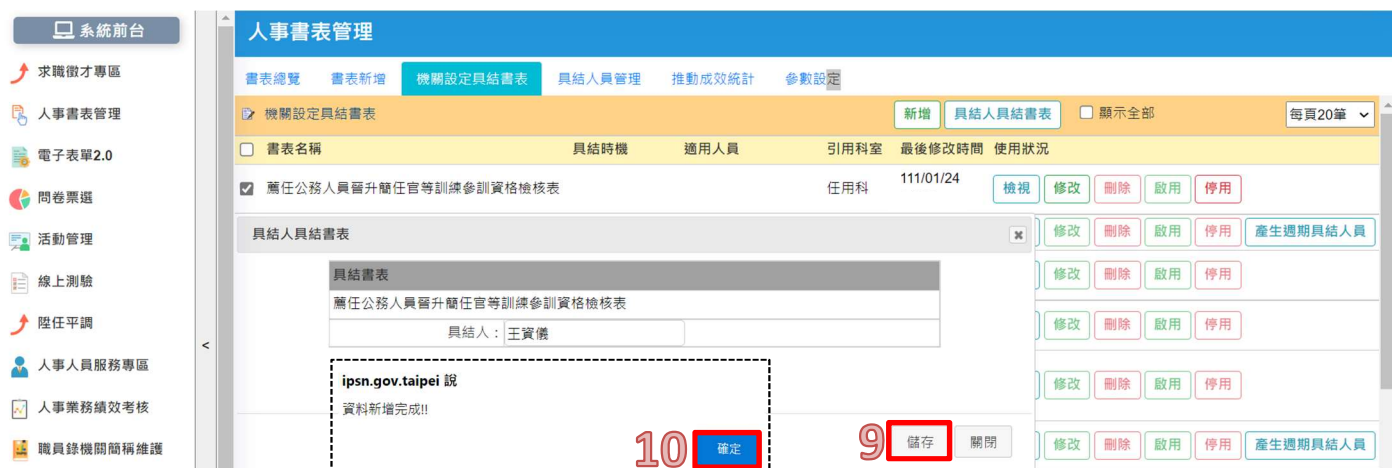 系統前台
求職徵才專區
人事書表管理
電子表單2.0
問卷票選
活動管理
線上測驗
陞任平調
人事人員服務專區
人事業務績效考核
職員錄機關簡稱維護
<
人事書表管理
書表總覽 書表新增 機關設定具結書表 具結人員管理 推動成效統計 參數設定
機關設定具結書表 新增 具結人具結書表 顯示全部 每頁20筆
書表名稱 具結時機 適用人員 引用科室 最後修改時間 使用狀況
薦任公務人員晉升簡任官等訓練參訓資格檢核表 任用科 111/01/24 檢視 修改 刪除 啟用 停用
修改 刪除 啟用 停用 產生週期具結人員
修改 刪除 啟用 停用
修改 刪除 啟用 停用
修改 刪除 啟用 停用
修改 刪除 啟用 停用 產生週期具結人員
具結人具結書表
具結書表
薦任公務人員晉升簡任官等訓練參訓資格檢核表
具結人：王資儀
ipsn.gov.taipei 說
資料新增完成!!
10 確定
9 儲存 關閉